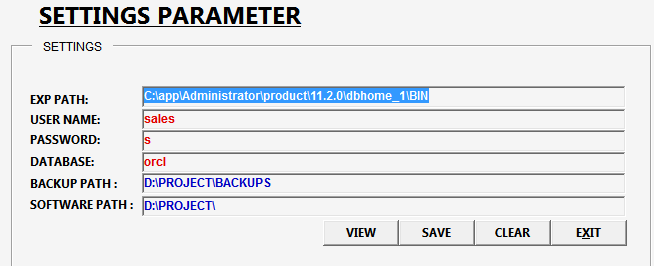 SETTINGS PARAMETER
SETTINGS
EXP PATH: C:\app\Administrator\product\11.2.0\dbhome_1\BIN
USER NAME: sales
PASSWORD: s
DATABASE: orcl
BACKUP PATH : D:\PROJECT\BACKUPS
SOFTWARE PATH : D:\PROJECT\
VIEW SAVE CLEAR EXIT